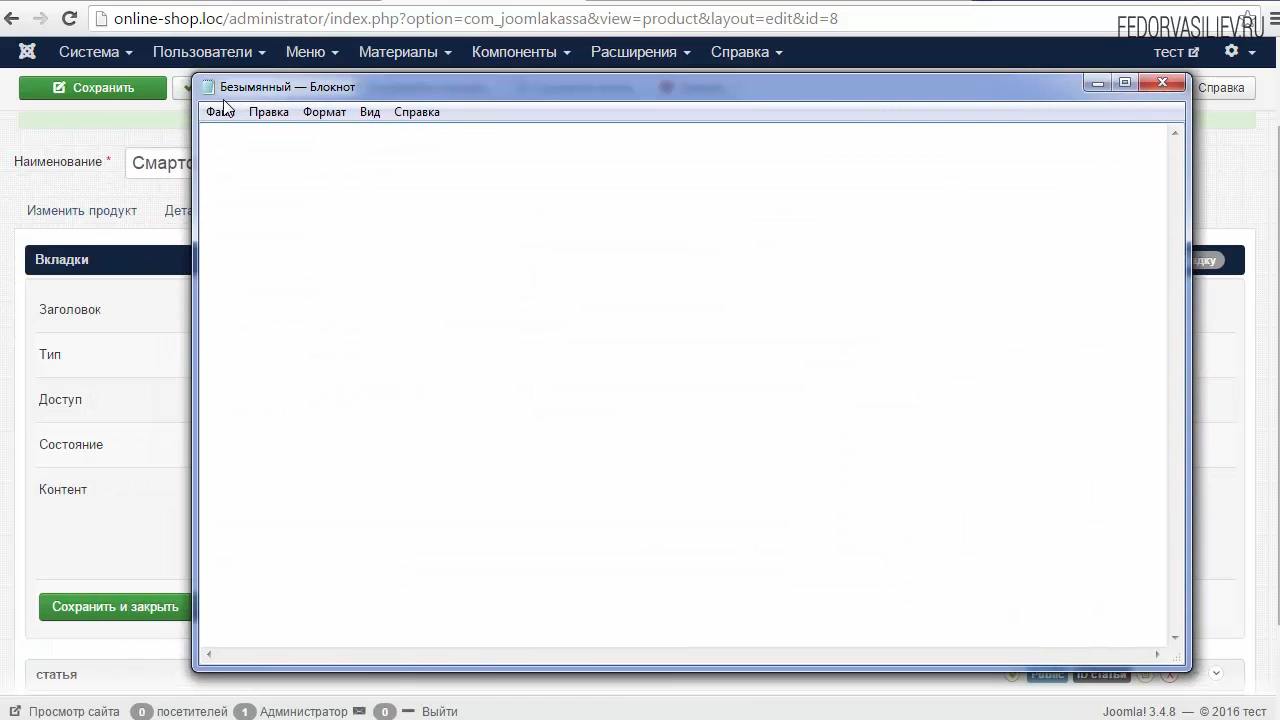 online-shop.loc/administrator/index.php?option=com_joomlakassa&view=product&layout=edit&id=8
FEDORVASILIEV.RU
Система Пользователи Меню Материалы Компоненты Расширения Справка тест
Сохранить
Безымянный — Блокнот
Справка
Файл Правка Формат Вид Справка
Наименование * Смарто
Изменить продукт Дета
Вкладки
дку
Заголовок
Тип
Доступ
Состояние
Контент
Сохранить и закрыть
статья Public ID статьи
Просмотр сайта 0 посетителей 1 Администратор 0 Выйти Joomla! 3.4.8 — © 2016 тест